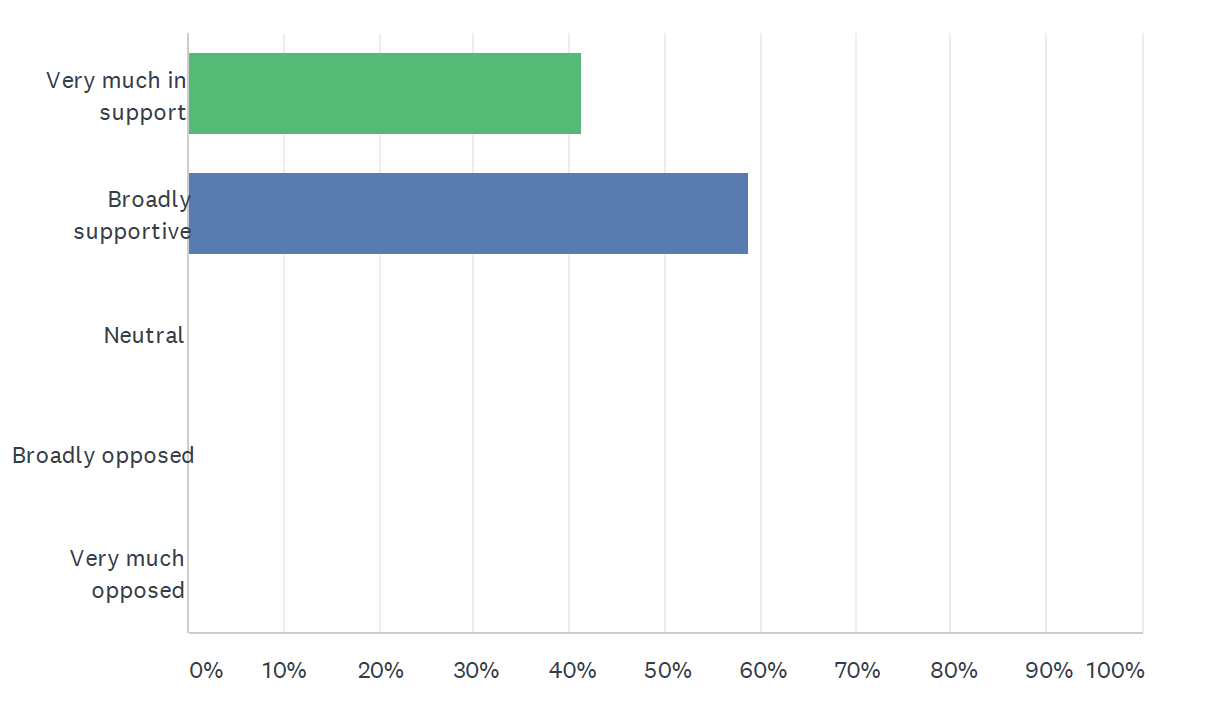 Very much in
support
Broadly
supportive
Neutral
Broadly opposed
Very much
opposed
0% 10% 20% 30% 40% 50% 60% 70% 80% 90% 100%